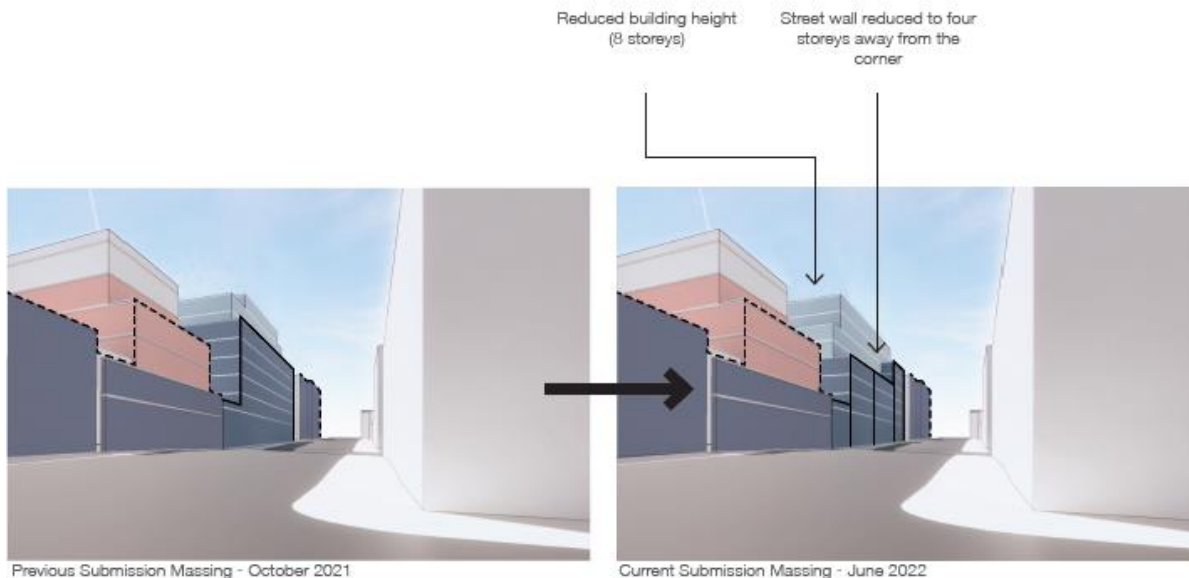 Reduced building height
(8 storeys)
Street wall reduced to four
storeys away from the
corner
Previous Submission Massing - October 2021
Current Submission Massing - June 2022